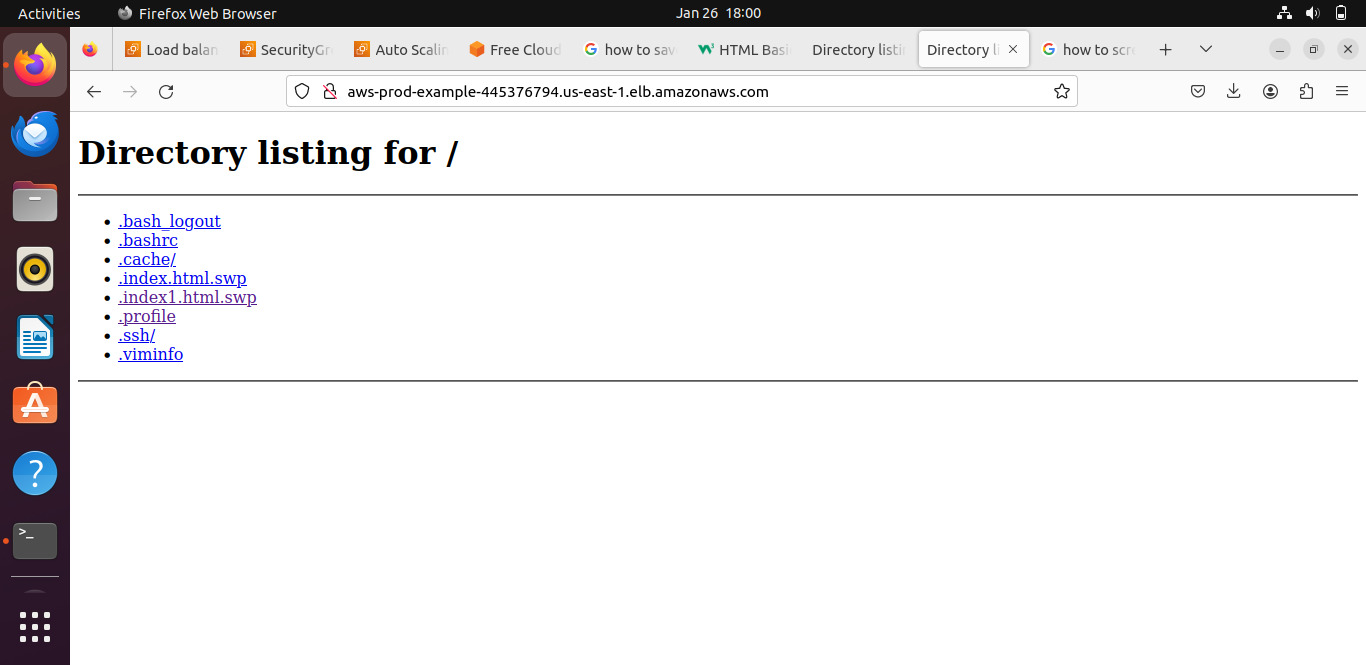 Activities Firefox Web Browser Jan 26 18:00
Load balan SecurityGr Auto Scalin Free Cloud how to sav HTML Basi Directory listi Directory li how to scre
aws-prod-example-445376794.us-east-1.elb.amazonaws.com
Directory listing for /
.bash_logout
.bashrc
.cache/
.index.html.swp
.index1.html.swp
.profile
.ssh/
.viminfo